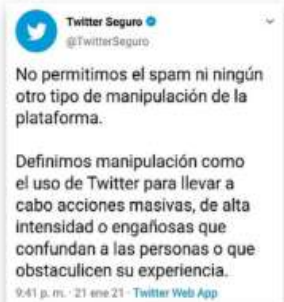 Twitter Seguro
@TwitterSeguro
No permitimos el spam ni ningún
otro tipo de manipulación de la
plataforma.
Definimos manipulación como
el uso de Twitter para llevar a
cabo acciones masivas, de alta
intensidad o engañosas que
confundan a las personas o que
obstaculicen su experiencia.
9:41 p. m. · 21 ene 21 · Twitter Web App